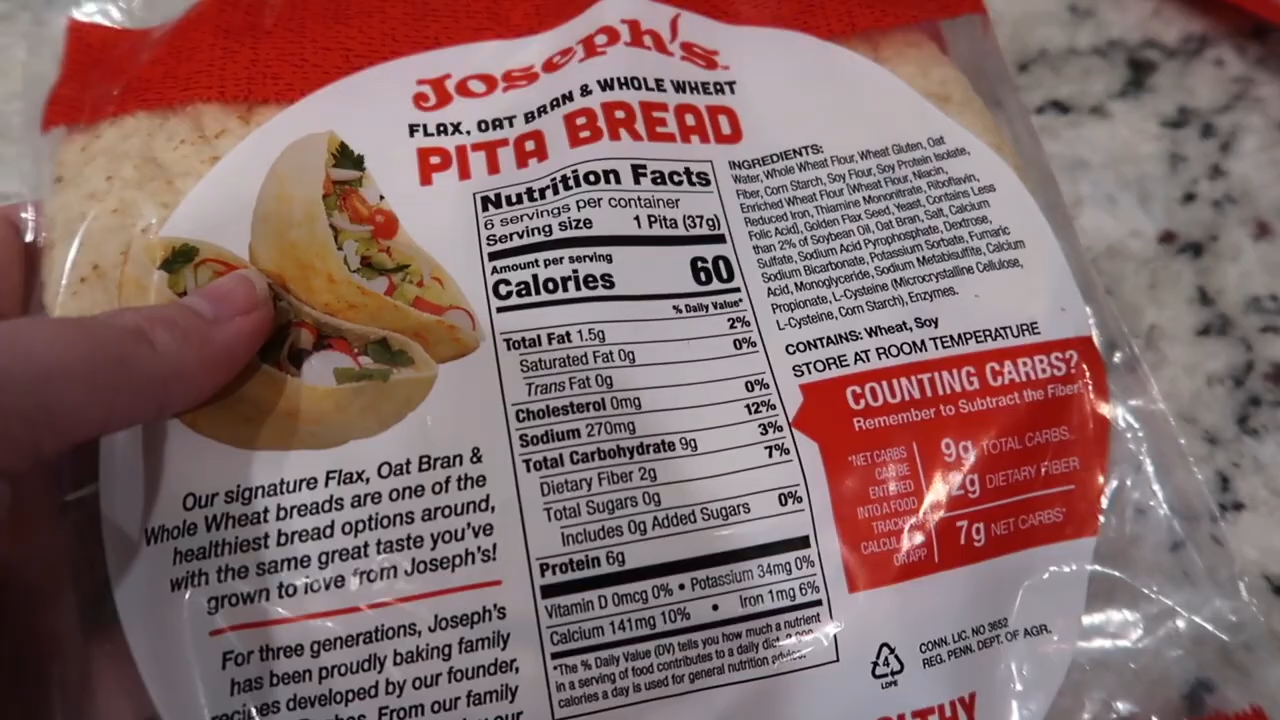 Joseph's
FLAX, OAT BRAN & WHOLE WHEAT
PITA BREAD
Nutrition Facts
6 servings per container
Serving size 1 Pita (37g)
Amount per serving
Calories 60
% Daily Value*
Total Fat 1.5g 2%
Saturated Fat 0g 0%
Trans Fat 0g
Cholesterol 0mg 0%
Sodium 270mg 12%
Total Carbohydrate 9g 3%
Dietary Fiber 2g 7%
Total Sugars 0g
Includes 0g Added Sugars 0%
Protein 6g
Vitamin D 0mcg 0% • Potassium 34mg 0%
Calcium 141mg 10% • Iron 1mg 6%
*The % Daily Value (DV) tells you how much a nutrient
in a serving of food contributes to a daily diet. 2,000
calories a day is used for general nutrition advice.
INGREDIENTS:
Water, Whole Wheat Flour, Wheat Gluten, Oat
Fiber, Corn Starch, Soy Flour, Soy Protein Isolate,
Enriched Wheat Flour (Wheat Flour, Niacin,
Reduced Iron, Thiamine Mononitrate, Riboflavin,
Folic Acid), Golden Flax Seed, Yeast, Contains Less
than 2% of Soybean Oil, Oat Bran, Salt, Calcium
Sulfate, Sodium Acid Pyrophosphate, Dextrose,
Sodium Bicarbonate, Potassium Sorbate, Fumaric
Acid, Monoglyceride, Sodium Metabisulfite, Calcium
Propionate, L-Cysteine (Microcrystalline Cellulose,
L-Cysteine, Corn Starch), Enzymes.
CONTAINS: Wheat, Soy
STORE AT ROOM TEMPERATURE
COUNTING CARBS?
Remember to Subtract the Fiber!
*NET CARBS
CAN BE
ENTERED
INTO A FOOD
TRACKING
CALCUL
OR APP
9g TOTAL CARBS
2g DIETARY FIBER
7g NET CARBS*
CONN. LIC. NO 3652
REG. PENN. DEPT. OF AGR.
4
LDPE
Our signature Flax, Oat Bran &
Whole Wheat breads are one of the
healthiest bread options around,
with the same great taste you've
grown to love from Joseph's!
For three generations, Joseph's
has been proudly baking family
recipes developed by our founder,
From our family